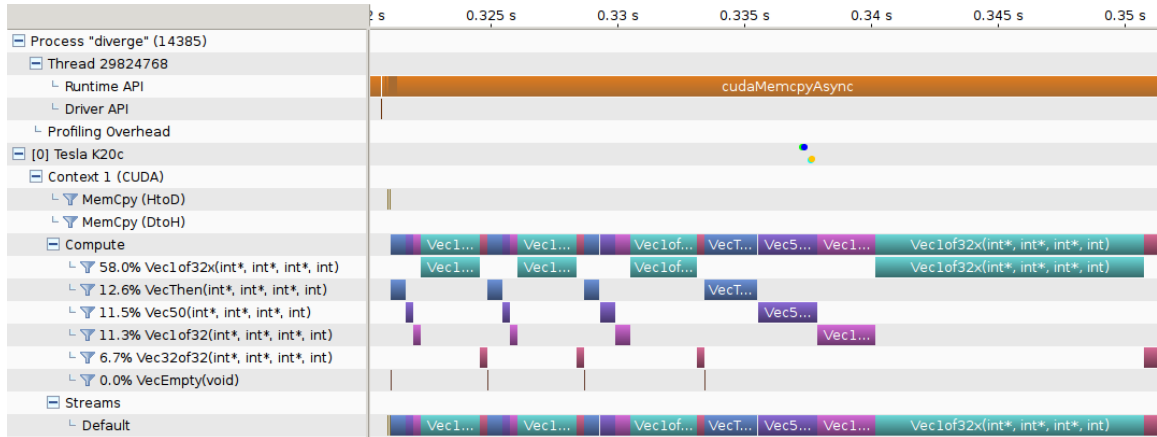 2 s 0.325 s 0.33 s 0.335 s 0.34 s 0.345 s 0.35 s
Process "diverge" (14385)
Thread 29824768
Runtime API cudaMemcpyAsync
Driver API
Profiling Overhead
[0] Tesla K20c
Context 1 (CUDA)
MemCpy (HtoD)
MemCpy (DtoH)
Compute Vec1... Vec1... Vec1of... VecT... Vec5... Vec1... Vec1of32x(int*, int*, int*, int)
58.0% Vec1of32x(int*, int*, int*, int) Vec1... Vec1... Vec1of... Vec1of32x(int*, int*, int*, int)
12.6% VecThen(int*, int*, int*, int) VecT...
11.5% Vec50(int*, int*, int*, int) Vec5...
11.3% Vec1of32(int*, int*, int*, int) Vec1...
6.7% Vec32of32(int*, int*, int*, int)
0.0% VecEmpty(void)
Streams
Default Vec1... Vec1... Vec1of... VecT... Vec5... Vec1... Vec1of32x(int*, int*, int*, int)